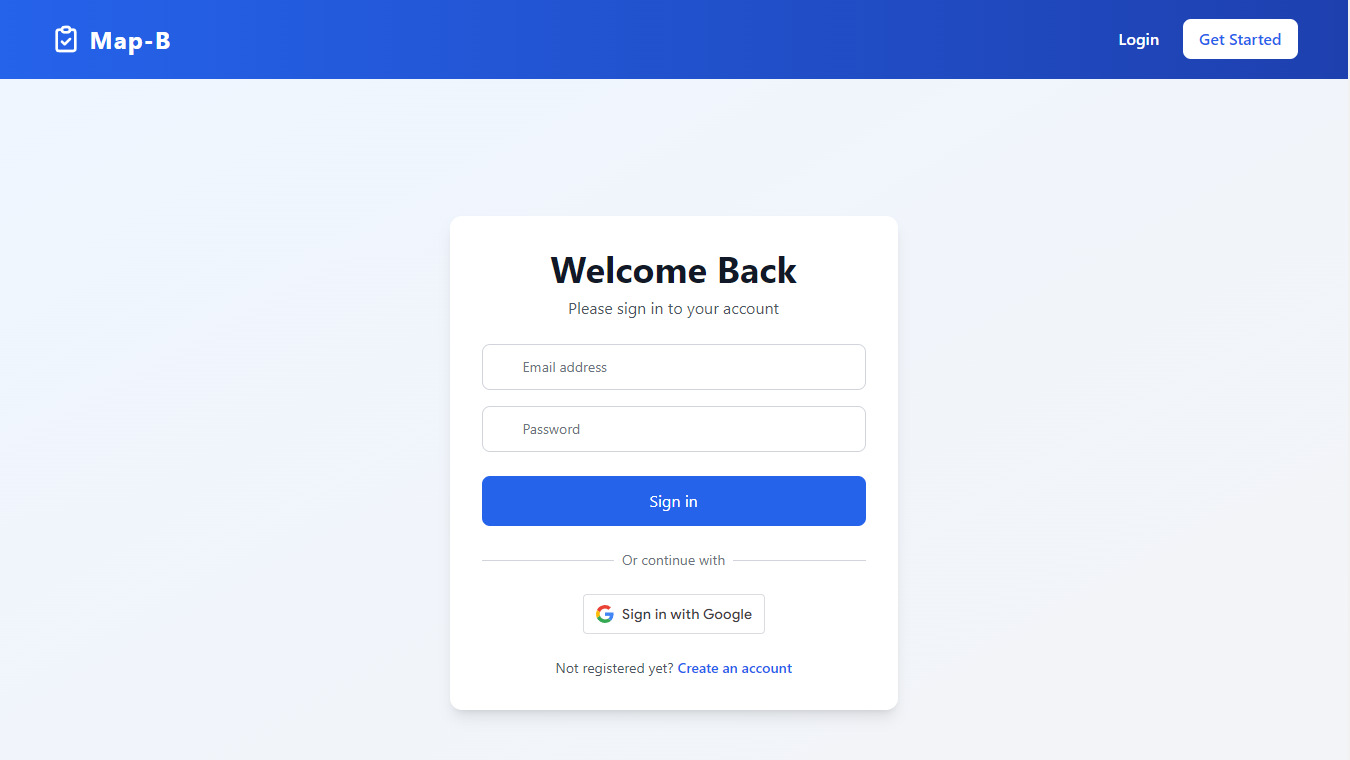 Map-B
Login
Get Started
Welcome Back
Please sign in to your account
Email address
Password
Sign in
Or continue with
Sign in with Google
Not registered yet? Create an account